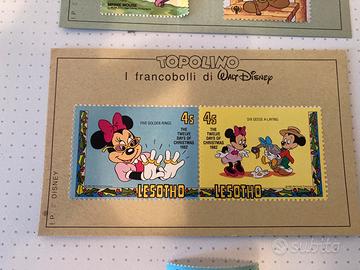 MINNIE MOUSE
TOPOLINO
I francobolli di Walt Disney
FIVE GOLDEN RINGS
4s
THE
TWELVE
DAYS OF
CHRISTMAS
1982
LESOTHO
SIX GEESE A-LAYING
4s
THE
TWELVE
DAYS OF
CHRISTMAS
1982
LESOTHO
I.P. - DISNEY
subito.it